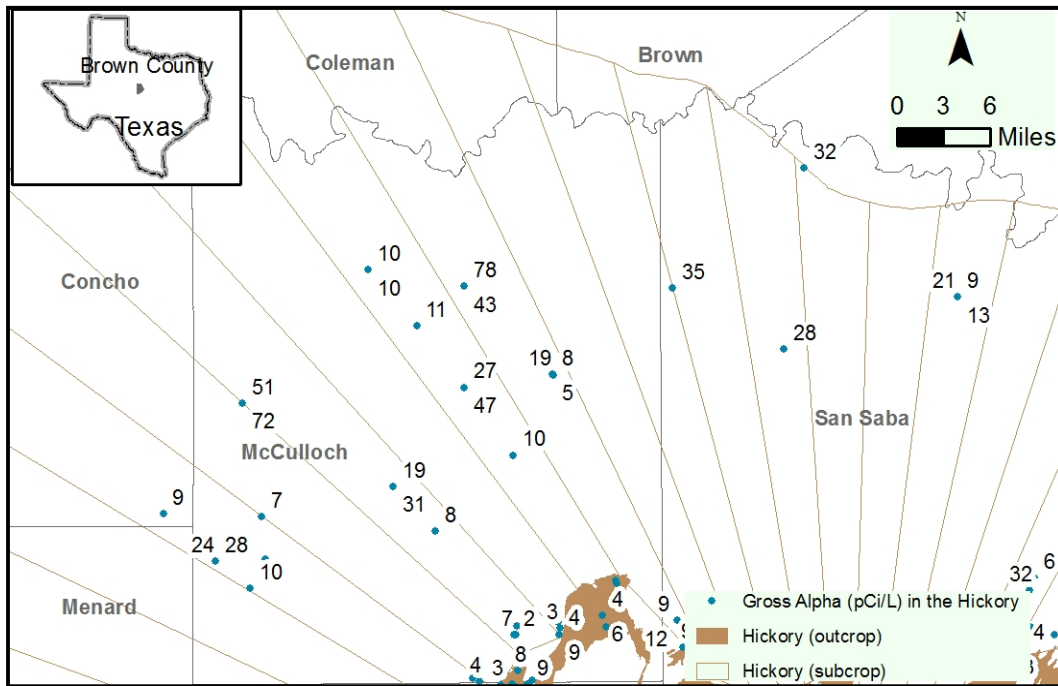 Brown County
Texas
Coleman
Brown
N
0 3 6
Miles
32
10
10
78
43
35
21 9
13
Concho
11
28
27
47
19 8
5
51
72
San Saba
McCulloch
10
19
31
9
7
8
24 28
10
32 6
Menard
4
9
7 2
3
4
6
12
9
4
8
9
4 3
Gross Alpha (pCi/L) in the Hickory
Hickory (outcrop)
Hickory (subcrop)